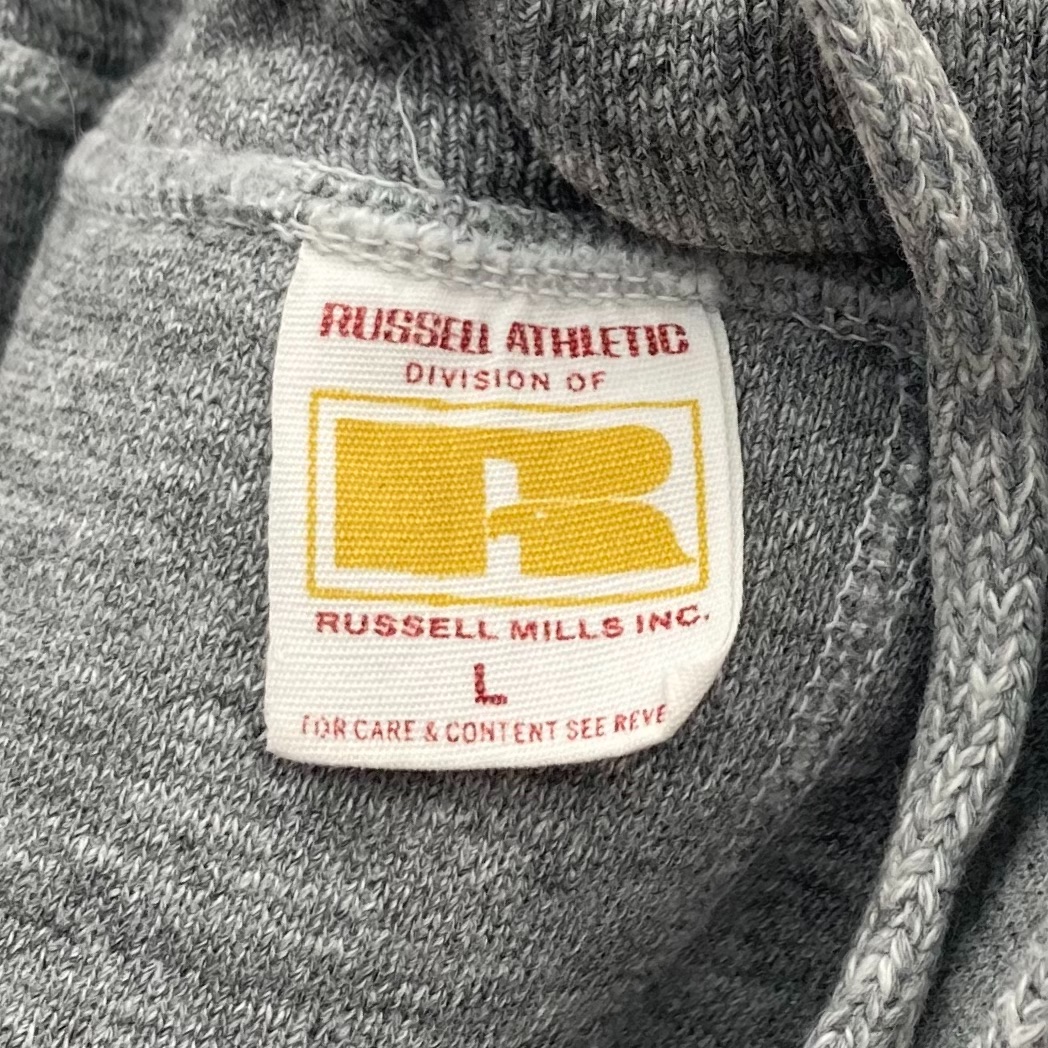 RUSSELL ATHLETIC
DIVISION OF
R
RUSSELL MILLS INC.
L
FOR CARE & CONTENT SEE REVE